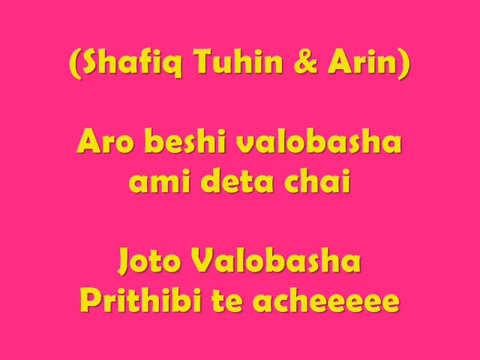 (Shafiq Tuhin & Arin)
Aro beshi valobasha
ami deta chai
Joto Valobasha
Prithibi te acheeeee